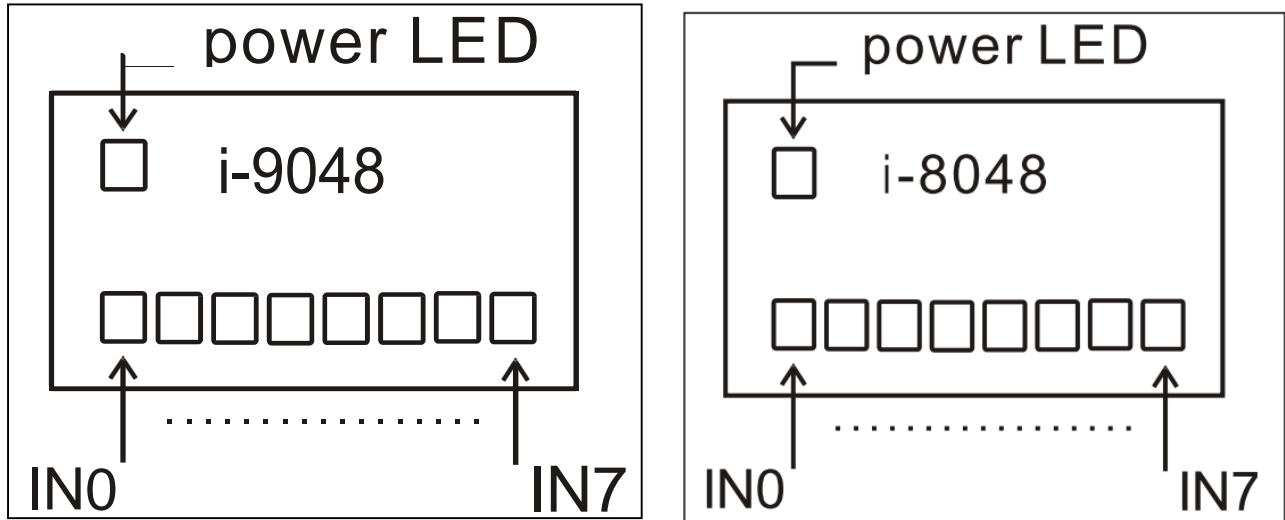 power LED
i-9048
IN0
IN7
power LED
i-8048
IN0
IN7